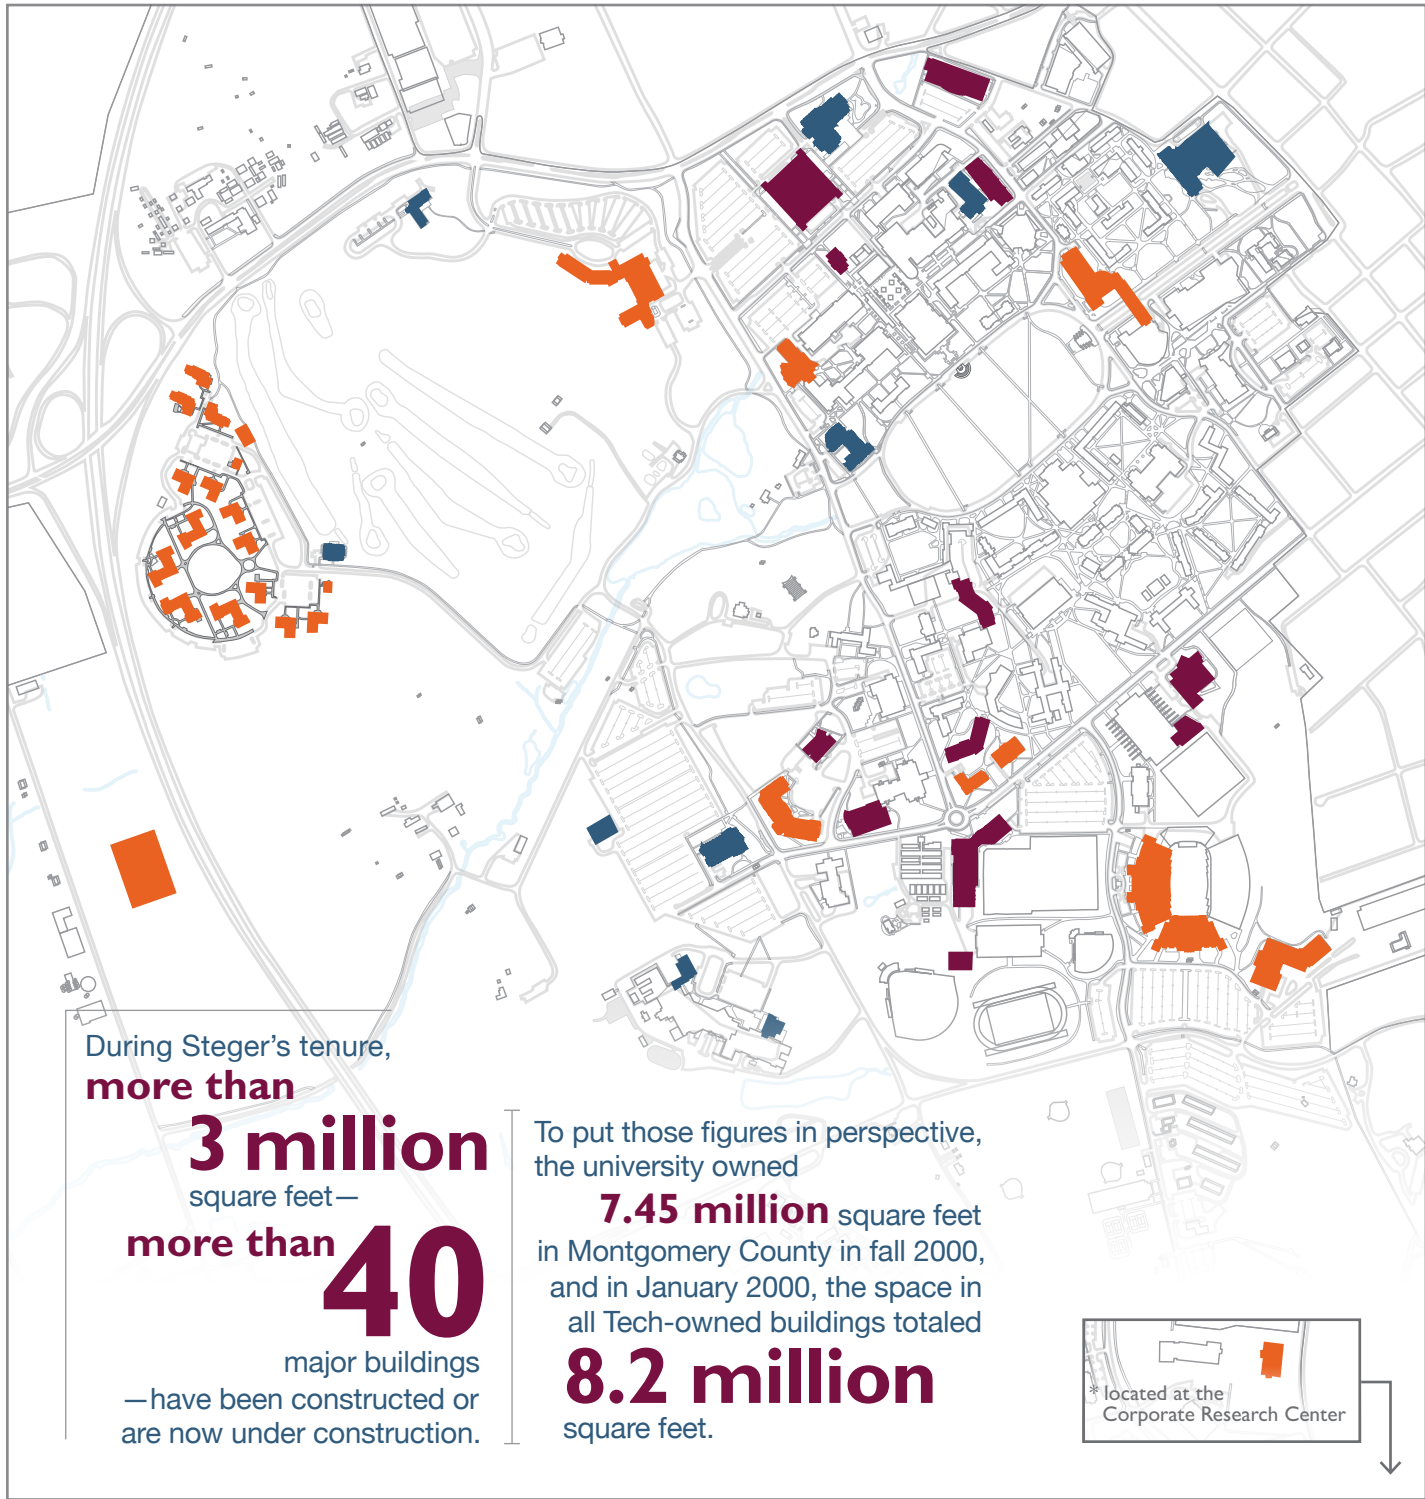 During Steger’s tenure,
more than
3 million
square feet—
more than
40
major buildings
—have been constructed or
are now under construction.
To put those figures in perspective,
the university owned
7.45 million square feet
in Montgomery County in fall 2000,
and in January 2000, the space in
all Tech-owned buildings totaled
8.2 million
square feet.
* located at the
Corporate Research Center